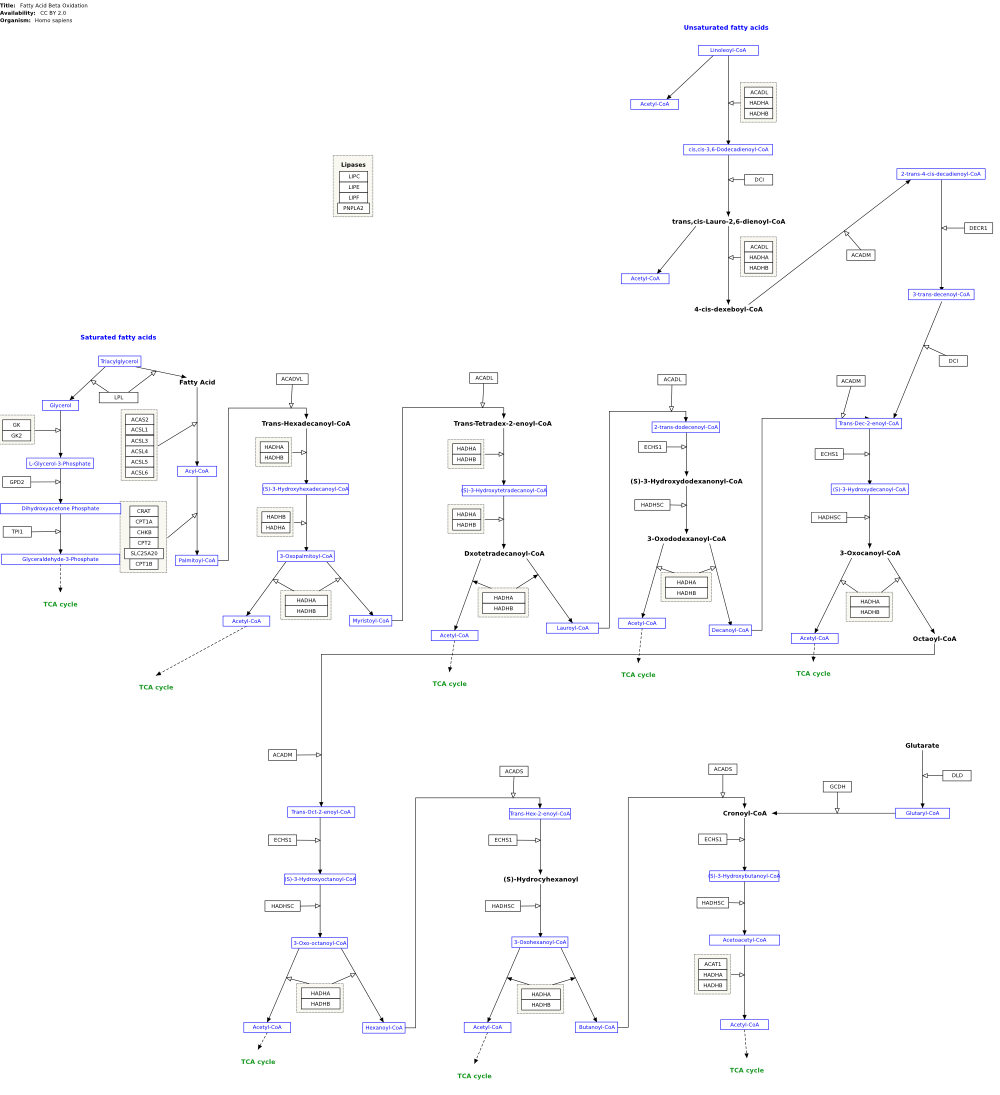 Title: Fatty Acid Beta Oxidation
Availability: CC BY 2.0
Organism: Homo sapiens
Unsaturated fatty acids
Linoleoyl-CoA
Acetyl-CoA
ACADL
HADHA
HADHB
cis,cis-3,6-Dodecadienoyl-CoA
DCI
Lipases
LIPC
LIPE
LIPF
PNPLA2
2-trans-4-cis-decadienoyl-CoA
trans,cis-Lauro-2,6-dienoyl-CoA
DECR1
ACADL
HADHA
HADHB
ACADM
Acetyl-CoA
3-trans-decenoyl-CoA
4-cis-dexeboyl-CoA
DCI
Saturated fatty acids
Triacylglycerol
Fatty Acid
LPL
Glycerol
GK
GK2
ACAS2
ACSL1
ACSL3
ACSL4
ACSL5
ACSL6
L-Glycerol-3-Phosphate
Acyl-CoA
GPD2
Dihydroxyacetone Phosphate
CRAT
CPT1A
CHKB
CPT2
SLC25A20
CPT1B
TPI1
Glyceraldehyde-3-Phosphate
Palmitoyl-CoA
TCA cycle
ACADVL
Trans-Hexadecanoyl-CoA
HADHA
HADHB
(S)-3-Hydroxyhexadecanoyl-CoA
HADHB
HADHA
3-Oxopalmitoyl-CoA
HADHA
HADHB
Acetyl-CoA
Myristoyl-CoA
TCA cycle
ACADL
Trans-Tetradex-2-enoyl-CoA
HADHA
HADHB
(S)-3-Hydroxytetradecanoyl-CoA
HADHA
HADHB
Dxotetradecanoyl-CoA
HADHA
HADHB
Acetyl-CoA
Lauroyl-CoA
TCA cycle
ACADL
2-trans-dodecenoyl-CoA
ECHS1
(S)-3-Hydroxydodexanonyl-CoA
HADHSC
3-Oxododexanonyl-CoA
HADHA
HADHB
Acetyl-CoA
Decanoyl-CoA
TCA cycle
ACADM
Trans-Dec-2-enoyl-CoA
ECHS1
(S)-3-Hydroxydecanoyl-CoA
HADHSC
3-Oxocanoyl-CoA
HADHA
HADHB
Acetyl-CoA
Octaoyl-CoA
TCA cycle
ACADM
Trans-Oct-2-enoyl-CoA
ECHS1
(S)-3-Hydroxyoctanoyl-CoA
HADHSC
3-Oxo-octanoyl-CoA
HADHA
HADHB
Acetyl-CoA
Hexanoyl-CoA
TCA cycle
ACADS
Trans-Hex-2-enoyl-CoA
ECHS1
(S)-Hydrocyhexanoyl
HADHSC
3-Oxohexanoyl-CoA
HADHA
HADHB
Acetyl-CoA
Butanoyl-CoA
TCA cycle
ACADS
Cronoyl-CoA
GCDH
Glutarate
DLD
Glutaryl-CoA
ECHS1
(S)-3-Hydroxybutanoyl-CoA
HADHSC
Acetoacetyl-CoA
ACAT1
HADHA
HADHB
Acetyl-CoA
TCA cycle